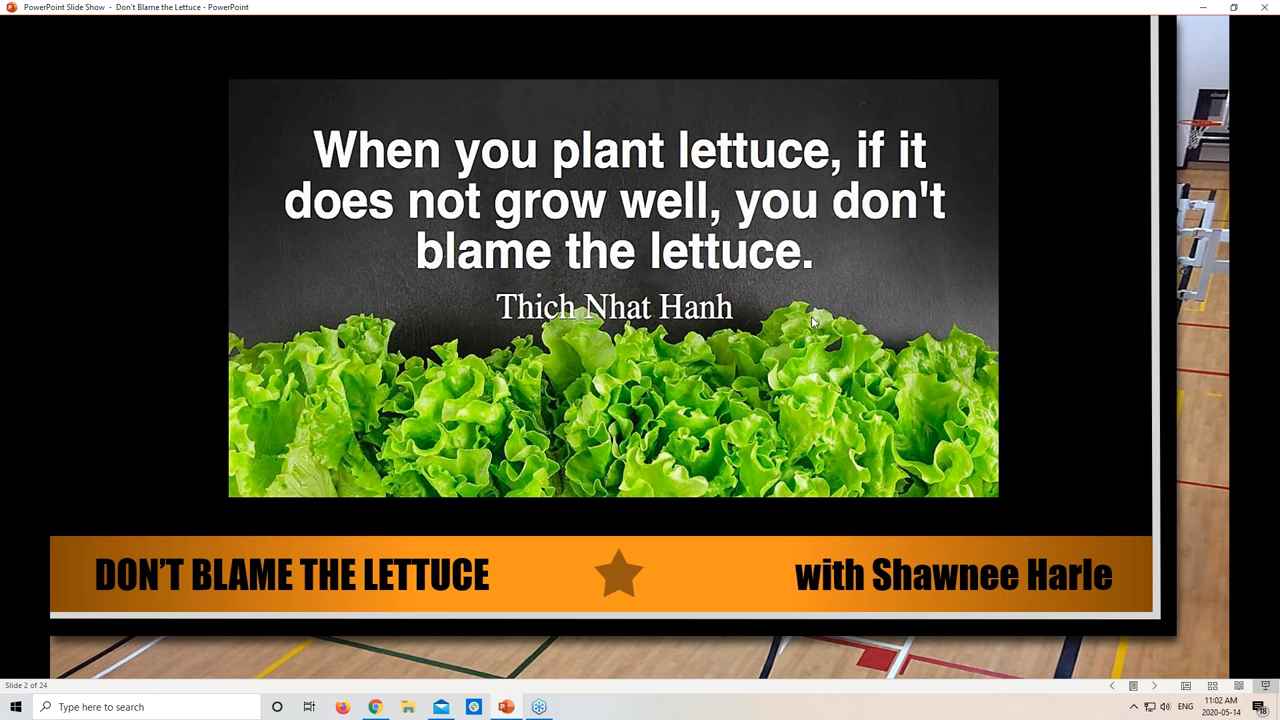 PowerPoint Slide Show - Don't Blame the Lettuce - PowerPoint
When you plant lettuce, if it
does not grow well, you don't
blame the lettuce.
Thich Nhat Hanh
DON'T BLAME THE LETTUCE
with Shawnee Harle
Slide 2 of 24
Type here to search
ENG
11:02 AM
2020-05-14
18